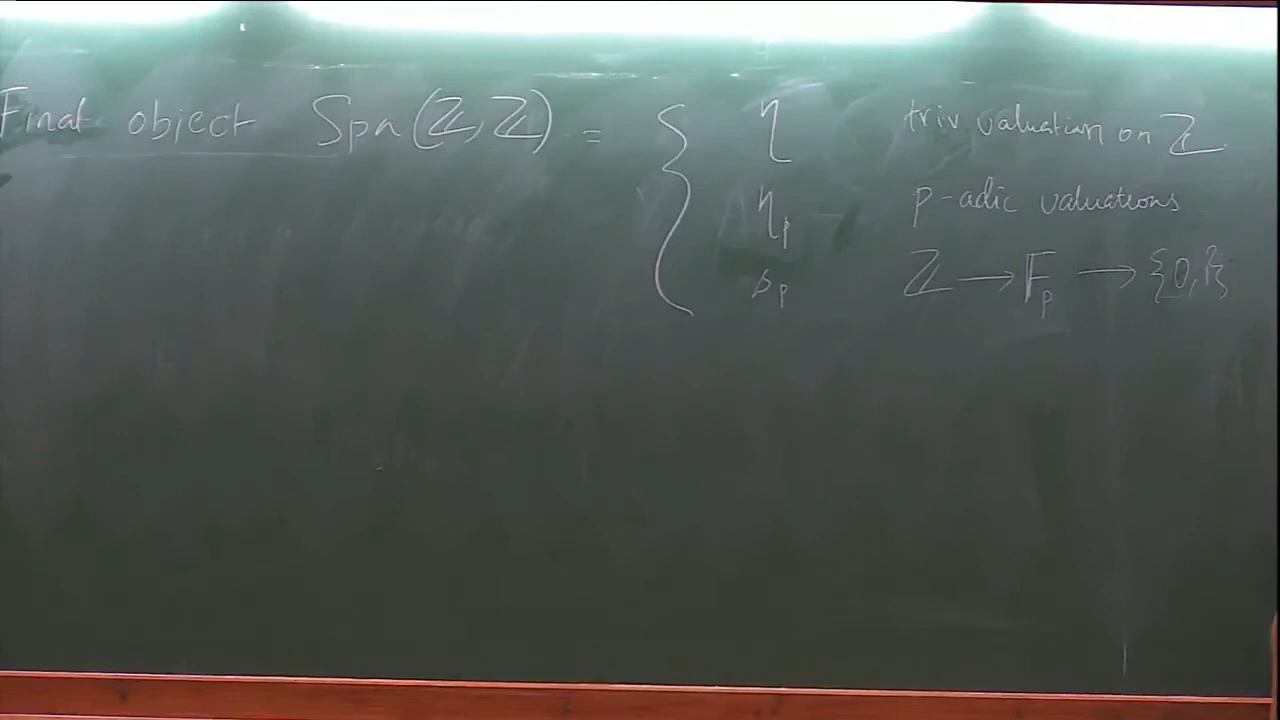 Final object Spa(ℤ, ℤ) = { η triv valuation on ℤ.
η_p p-adic valuations
s_p ℤ → 𝔽_p → {0,1}